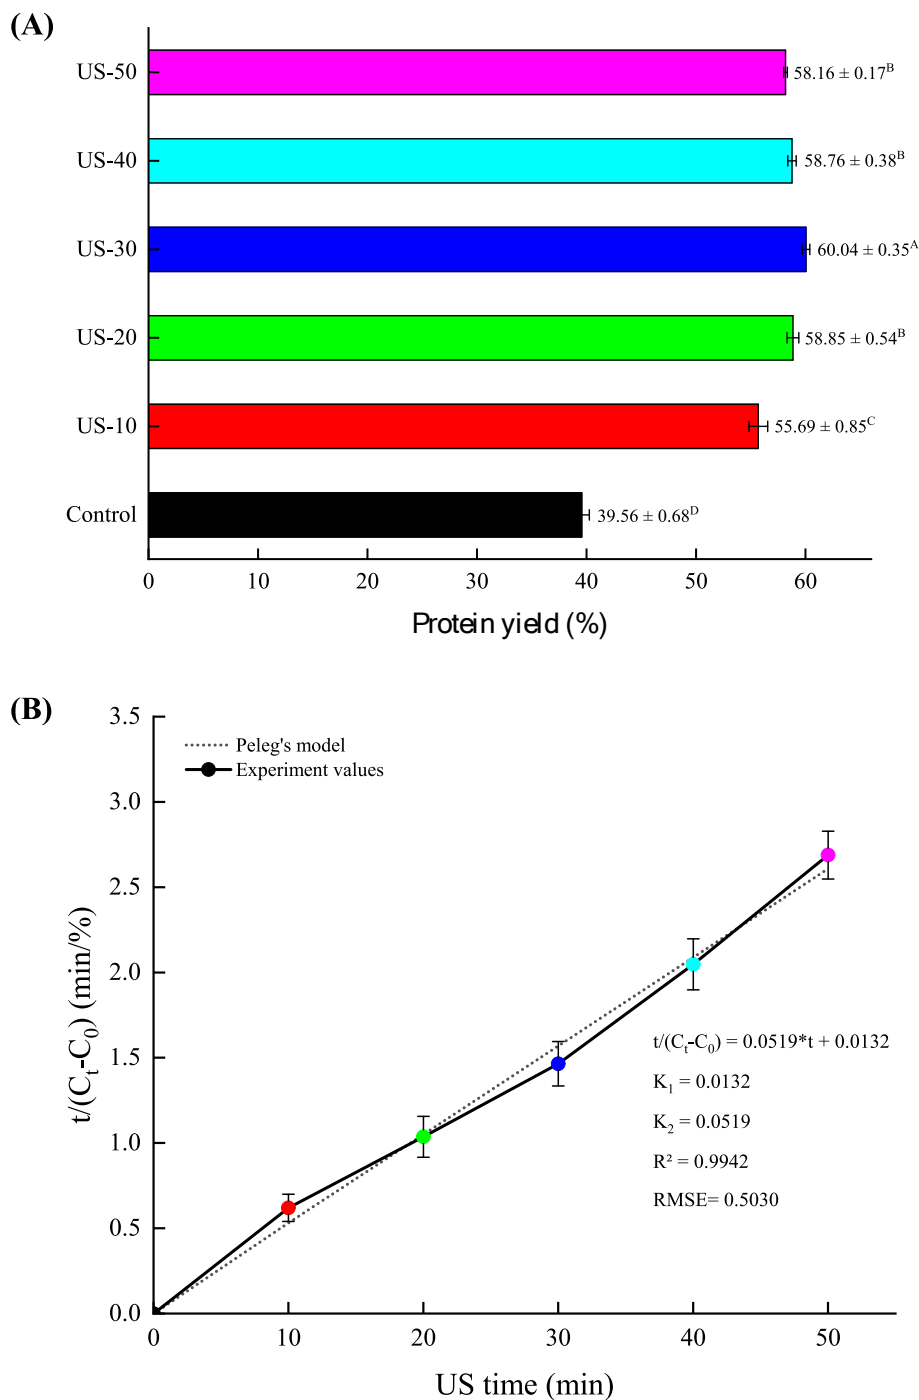 (A)
US-50
58.16 ± 0.17ᴮ
US-40
58.76 ± 0.38ᴮ
US-30
60.04 ± 0.35ᴬ
US-20
58.85 ± 0.54ᴮ
US-10
55.69 ± 0.85ᶜ
Control
39.56 ± 0.68ᴰ
0 10 20 30 40 50 60
Protein yield (%)
(B)
3.5
Peleg's model
Experiment values
3.0
2.5
2.0
1.5
1.0
0.5
0.0
t/(Cₜ-C₀) (min/%)
t/(Cₜ-C₀) = 0.0519*t + 0.0132
K₁ = 0.0132
K₂ = 0.0519
R² = 0.9942
RMSE= 0.5030
0 10 20 30 40 50
US time (min)